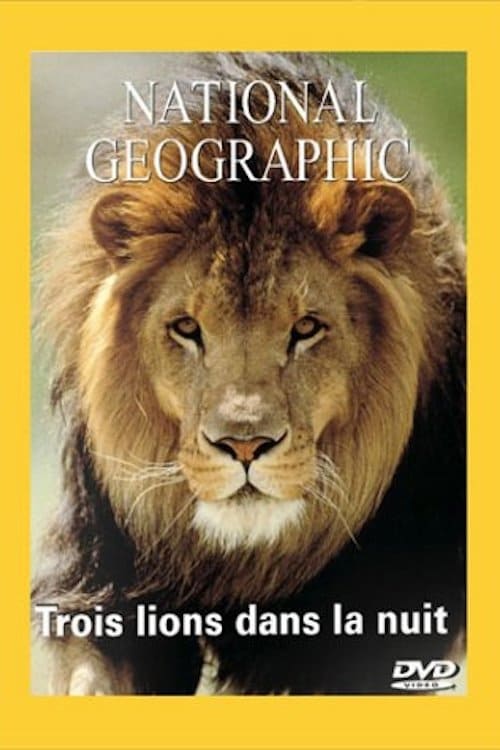 NATIONAL
GEOGRAPHIC
Trois lions dans la nuit
DVD
VIDEO